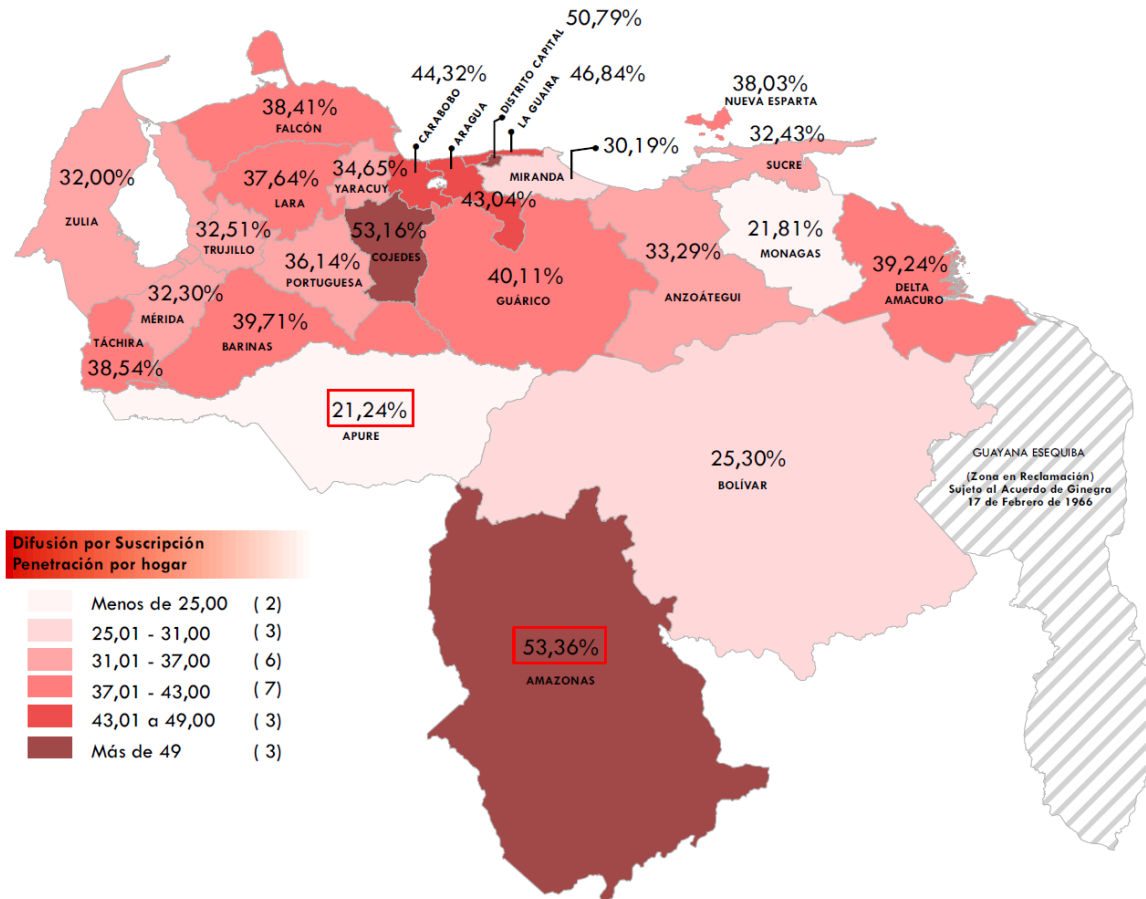 50,79%
DISTRITO CAPITAL
44,32%
CARABOBO
ARAGUA
LA GUAIRA
46,84%
38,03%
NUEVA ESPARTA
38,41%
FALCÓN
32,43%
SUCRE
30,19%
MIRANDA
34,65%
YARACUY
32,00%
ZULIA
37,64%
LARA
43,04%
32,51%
TRUJILLO
53,16%
COJEDES
21,81%
MONAGAS
33,29%
ANZOÁTEGUI
36,14%
PORTUGUESA
40,11%
GUÁRICO
39,24%
DELTA
AMACURO
32,30%
MÉRIDA
39,71%
BARINAS
TÁCHIRA
38,54%
21,24%
APURE
25,30%
BOLÍVAR
GUAYANA ESEQUIBA
(Zona en Reclamación)
Sujeto al Acuerdo de Ginegra
17 de Febrero de 1966
Difusión por Suscripción
Penetración por hogar
Menos de 25,00 ( 2)
25,01 - 31,00 ( 3)
31,01 - 37,00 ( 6)
37,01 - 43,00 ( 7)
43,01 a 49,00 ( 3)
Más de 49 ( 3)
53,36%
AMAZONAS